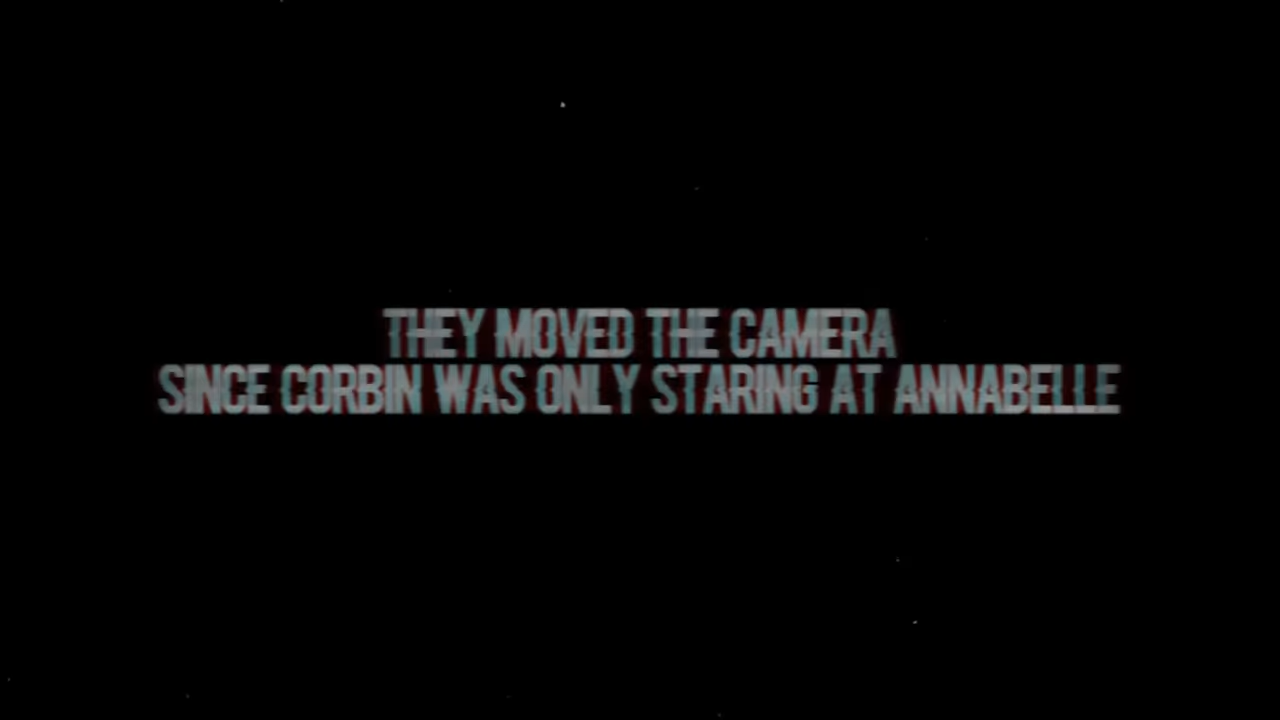 THEY MOVED THE CAMERA
SINCE CORBIN WAS ONLY STARING AT ANNABELLE